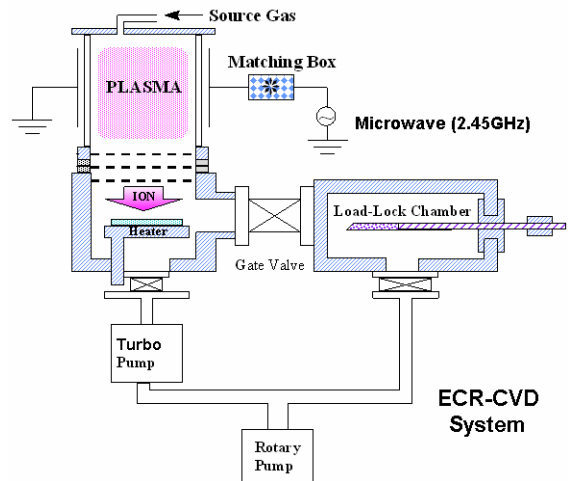 Source Gas
Matching Box
PLASMA
Microwave (2.45GHz)
ION
Load-Lock Chamber
Heater
Gate Valve
Turbo
Pump
ECR-CVD
System
Rotary
Pump